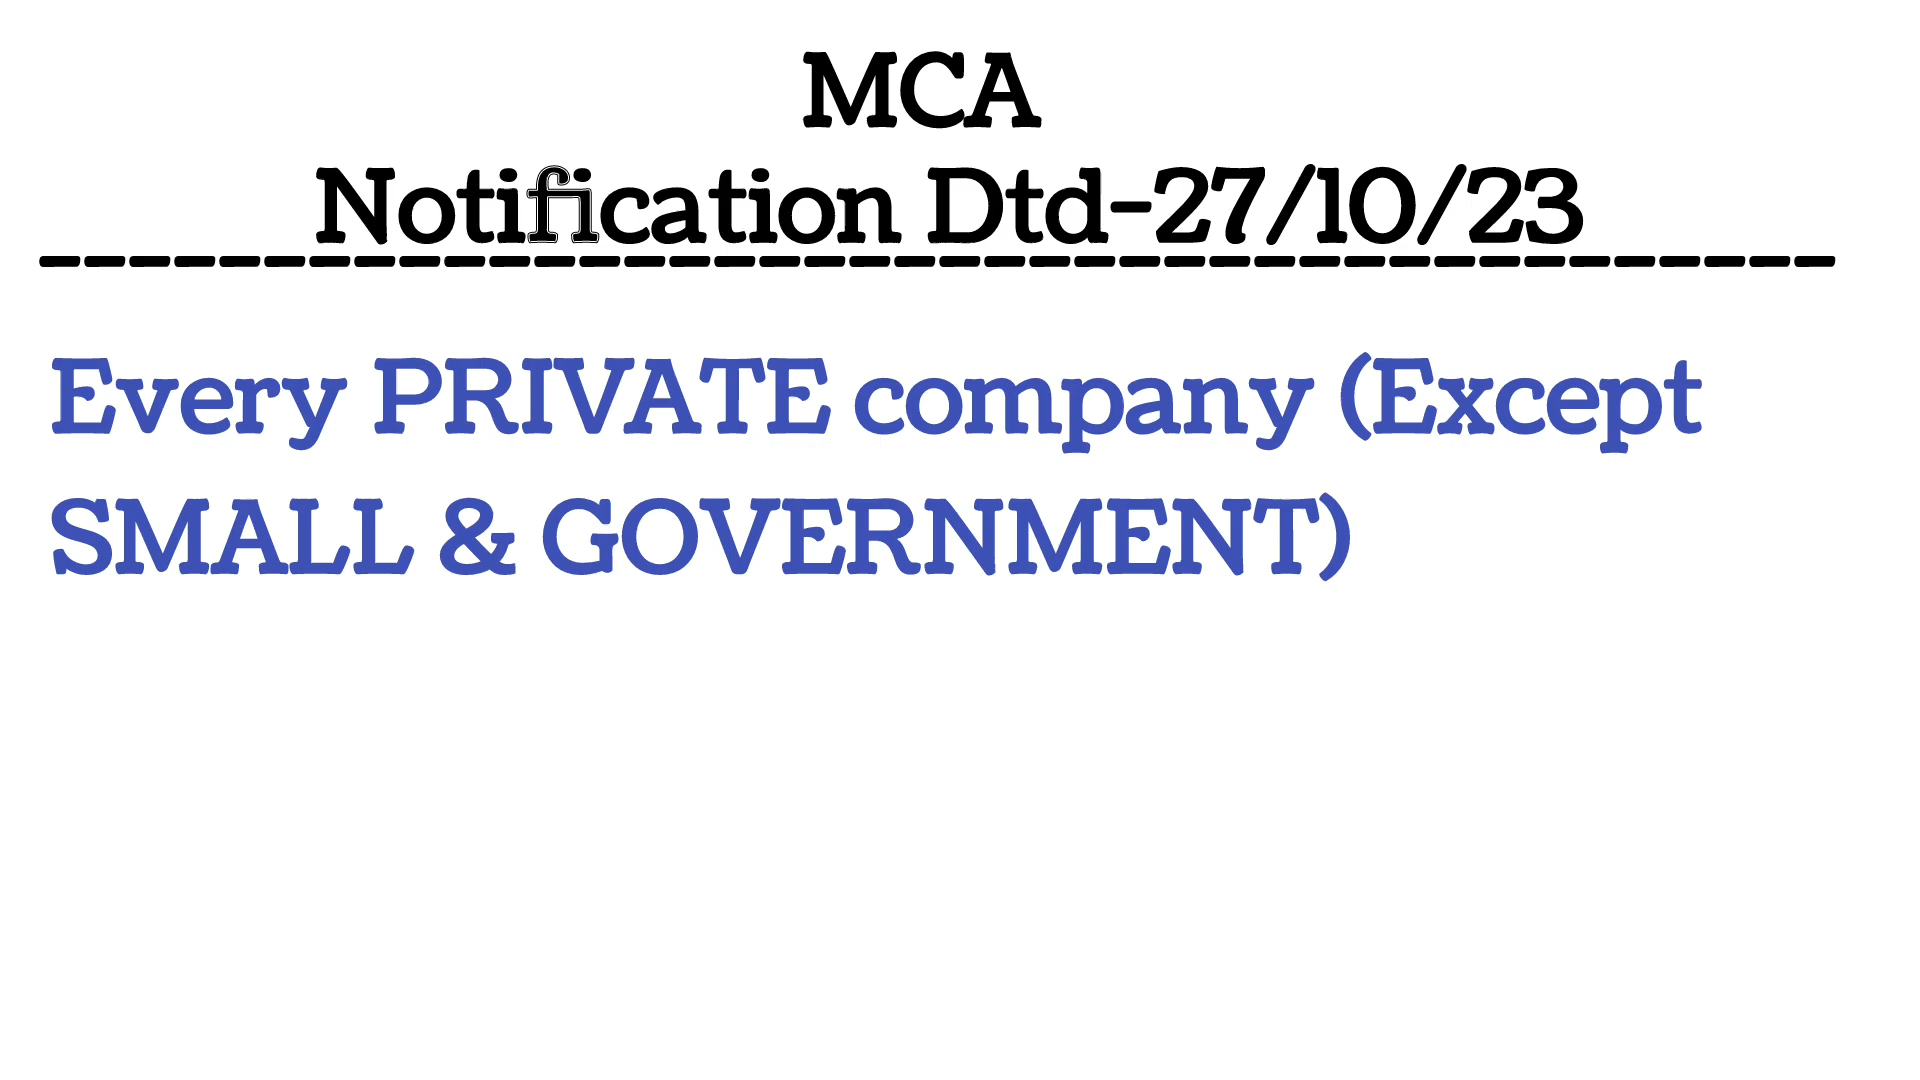 MCA
Notification Dtd-27/10/23
----------------------------------------
Every PRIVATE company (Except
SMALL & GOVERNMENT)